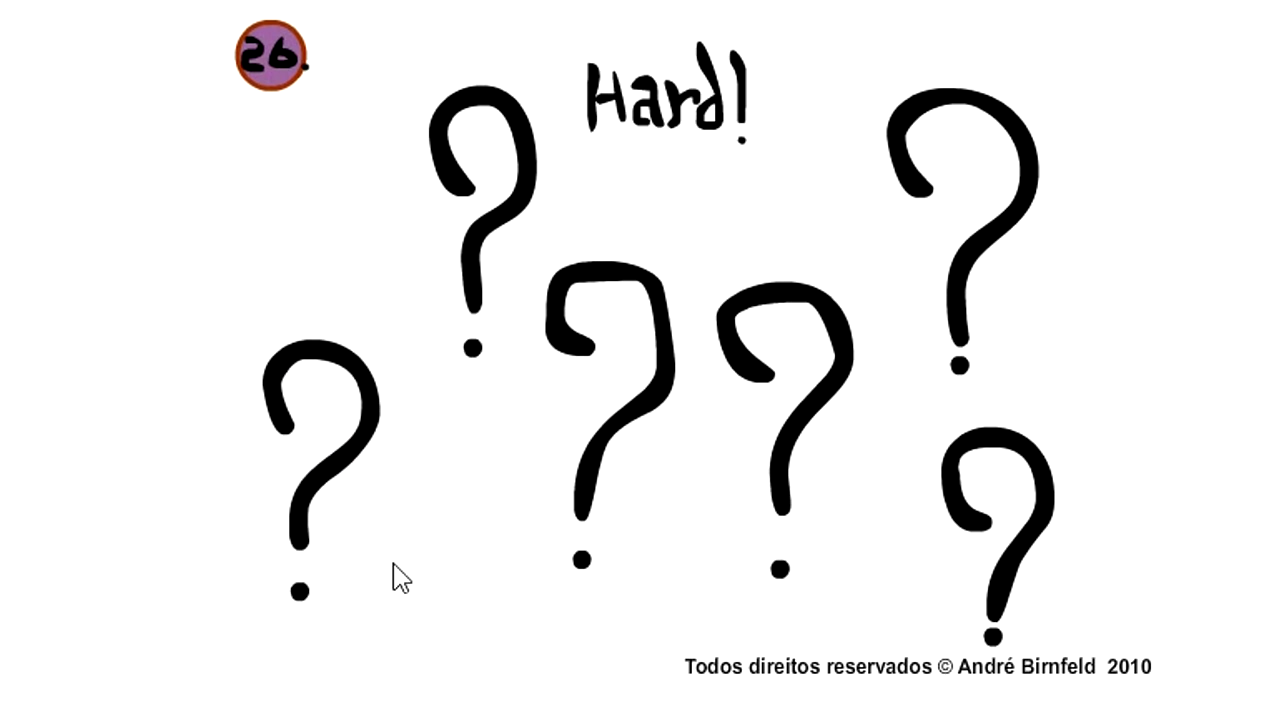 26.
Hard!
? ? ? ? ? ?
Todos direitos reservados © André Birnfeld 2010